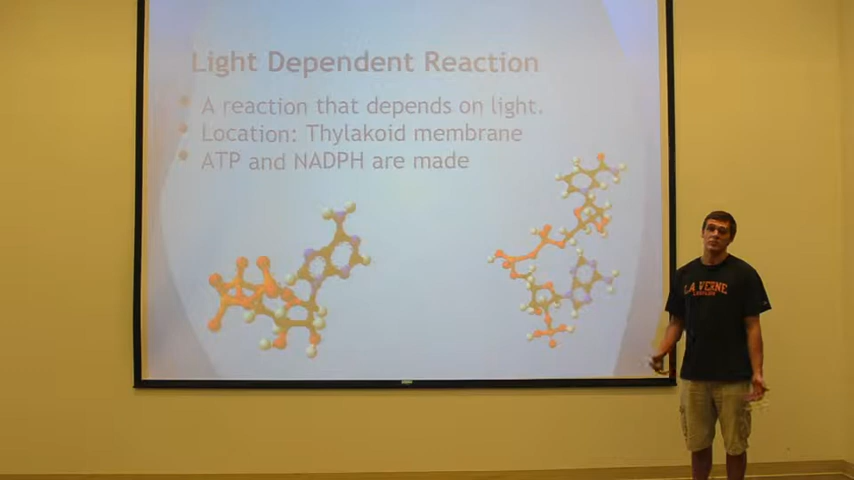 Light Dependent Reaction
A reaction that depends on light.
Location: Thylakoid membrane
ATP and NADPH are made
LA VERNE